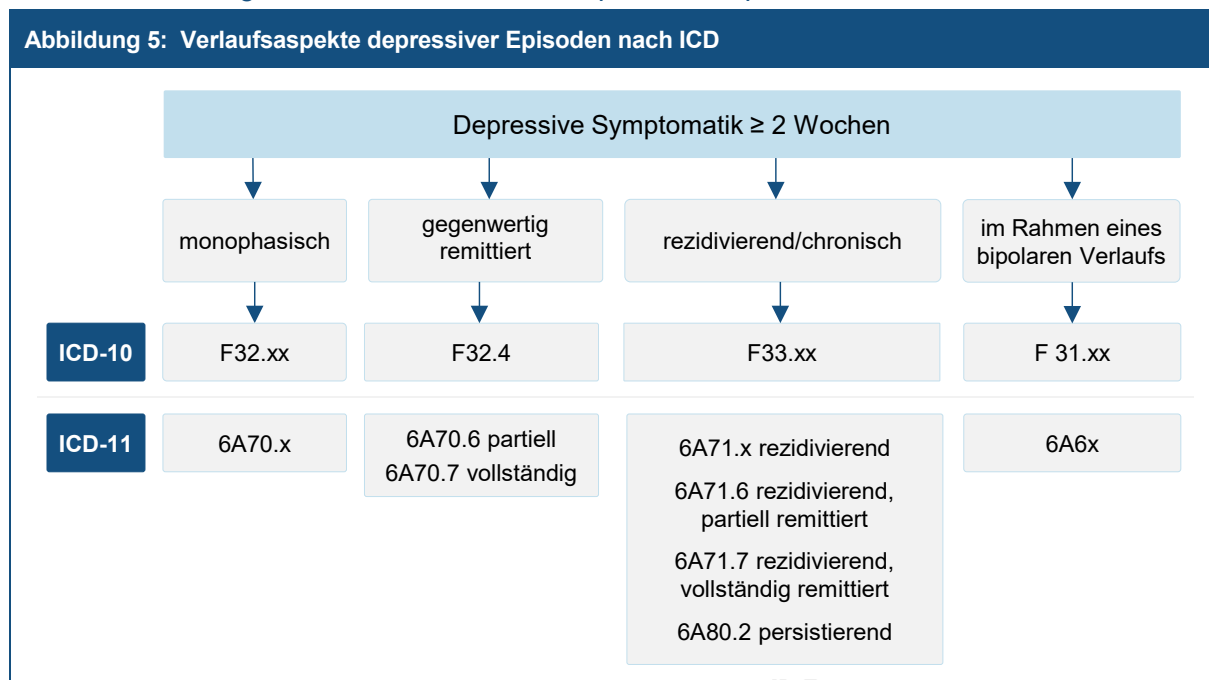 Abbildung 5: Verlaufsaspekte depressiver Episoden nach ICD
Depressive Symptomatik ≥ 2 Wochen
monophasisch
gegenwertig
remittiert
rezidivierend/chronisch
im Rahmen eines
bipolaren Verlaufs
ICD-10
F32.xx
F32.4
F33.xx
F 31.xx
ICD-11
6A70.x
6A70.6 partiell
6A70.7 vollständig
6A71.x rezidivierend
6A71.6 rezidivierend,
partiell remittiert
6A71.7 rezidivierend,
vollständig remittiert
6A80.2 persistierend
6A6x